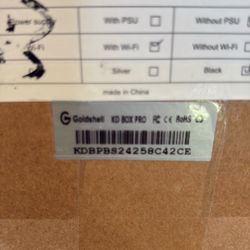 Power supply With PSU Without PSU
Wi-Fi With Wi-Fi Without Wi-Fi
Silver Black
made in China
Goldshell KD BOX PRO FC CE RoHS
KDBPBS24258C42CE